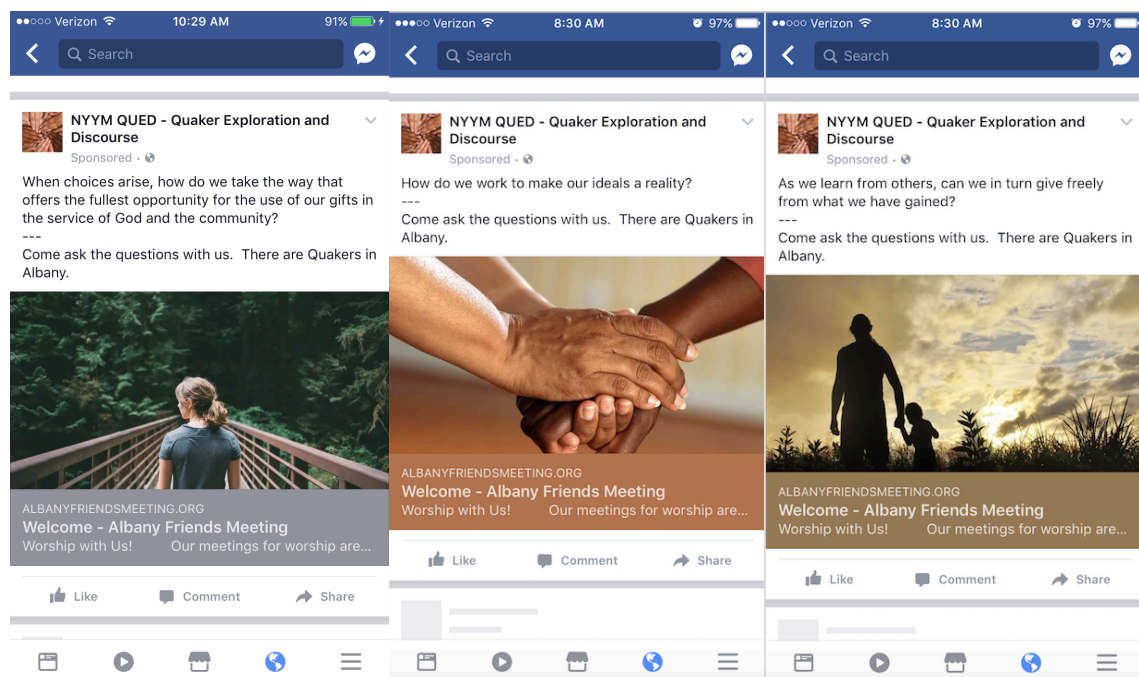 Verizon 10:29 AM 91%
Search
NYYM QUED - Quaker Exploration and
Discourse
Sponsored ·
When choices arise, how do we take the way that
offers the fullest opportunity for the use of our gifts in
the service of God and the community?
---
Come ask the questions with us.  There are Quakers in
Albany.
ALBANYFRIENDSMEETING.ORG
Welcome - Albany Friends Meeting
Worship with Us! Our meetings for worship are...
Like Comment Share
Verizon 8:30 AM 97%
Search
NYYM QUED - Quaker Exploration and
Discourse
Sponsored ·
How do we work to make our ideals a reality?
---
Come ask the questions with us.  There are Quakers in
Albany.
ALBANYFRIENDSMEETING.ORG
Welcome - Albany Friends Meeting
Worship with Us! Our meetings for worship are...
Like Comment Share
Verizon 8:30 AM 97%
Search
NYYM QUED - Quaker Exploration and
Discourse
Sponsored ·
As we learn from others, can we in turn give freely
from what we have gained?
---
Come ask the questions with us.  There are Quakers in
Albany.
ALBANYFRIENDSMEETING.ORG
Welcome - Albany Friends Meeting
Worship with Us! Our meetings for worship are...
Like Comment Share